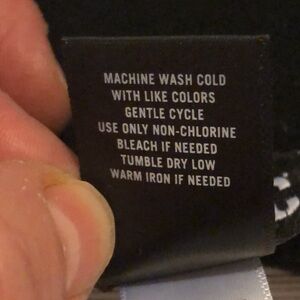 MACHINE WASH COLD
WITH LIKE COLORS
GENTLE CYCLE
USE ONLY NON-CHLORINE
BLEACH IF NEEDED
TUMBLE DRY LOW
WARM IRON IF NEEDED